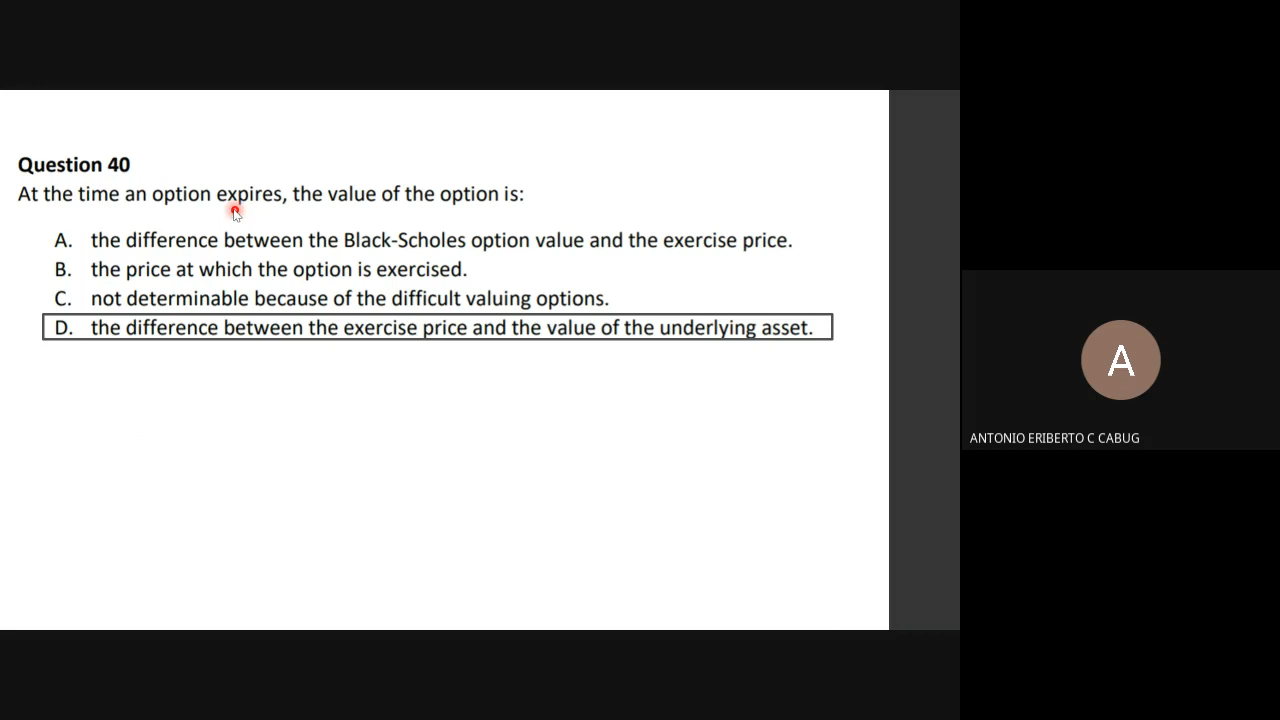 Question 40
At the time an option expires, the value of the option is:
A. the difference between the Black-Scholes option value and the exercise price.
B. the price at which the option is exercised.
C. not determinable because of the difficult valuing options.
D. the difference between the exercise price and the value of the underlying asset.
A
ANTONIO ERIBERTO C CABUG